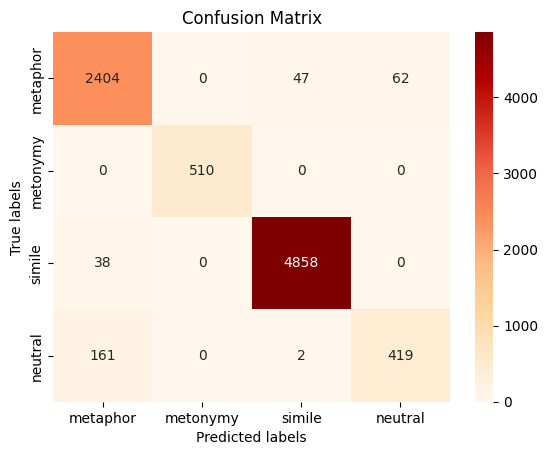 Confusion Matrix
metaphor 2404 0 47 62
metonymy 0 510 0 0
simile 38 0 4858 0
neutral 161 0 2 419
metaphor metonymy simile neutral
Predicted labels
True labels
4000
3000
2000
1000
0